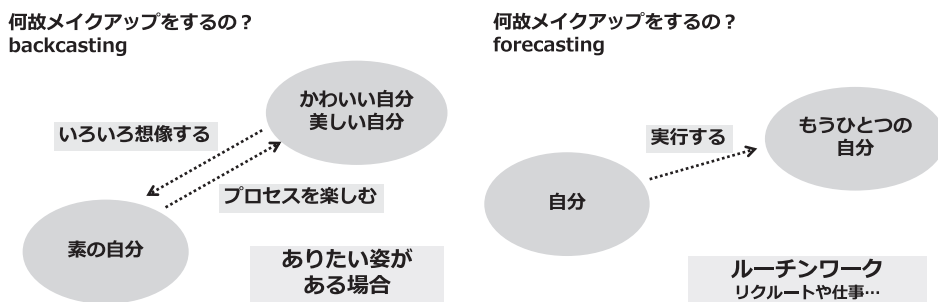 何故メイクアップをするの？
backcasting
かわいい自分
美しい自分
いろいろ想像する
プロセスを楽しむ
素の自分
ありたい姿が
ある場合
何故メイクアップをするの？
forecasting
もうひとつの
自分
実行する
自分
ルーチンワーク
リクルートや仕事…